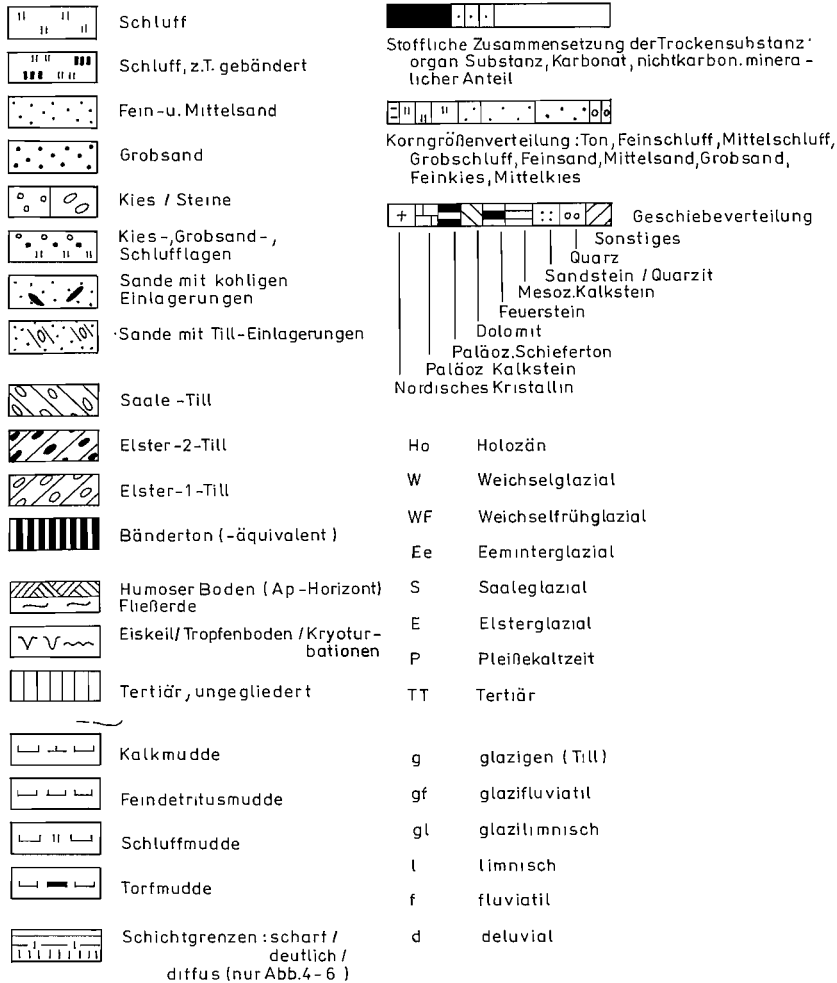 Schluff
Schluff, z.T. gebändert
Fein-u. Mittelsand
Grobsand
Kies / Steine
Kies-, Grobsand-,
Schlufflagen
Sande mit kohligen
Einlagerungen
Sande mit Till-Einlagerungen
Saale-Till
Elster-2-Till
Elster-1-Till
Bänderton (-äquivalent)
Humoser Boden (Ap-Horizont)
Fließerde
Eiskeil/Tropfenboden/Kryotur-
bationen
Tertiär, ungegliedert
Kalkmudde
Feindetritusmudde
Schluffmudde
Torfmudde
Schichtgrenzen: scharf/
deutlich/
diffus (nur Abb.4-6)
Stoffliche Zusammensetzung der Trockensubstanz:
organ Substanz, Karbonat, nichtkarbon. minera-
licher Anteil
Korngrößenverteilung: Ton, Feinschluff, Mittelschluff,
Grobschluff, Feinsand, Mittelsand, Grobsand,
Feinkies, Mittelkies
Geschiebeverteilung
Sonstiges
Quarz
Sandstein / Quarzit
Mesoz. Kalkstein
Feuerstein
Dolomit
Paläoz. Schieferton
Paläoz Kalkstein
Nordisches Kristallin
Ho Holozän
W Weichselglazial
WF Weichselfrühglazial
Ee Eeminterglazial
S Saaleglazial
E Elsterglazial
P Pleißekaltzeit
TT Tertiär
g glazigen (Till)
gf glazifluviatil
gl glazilimnisch
l limnisch
f fluviatil
d deluvial